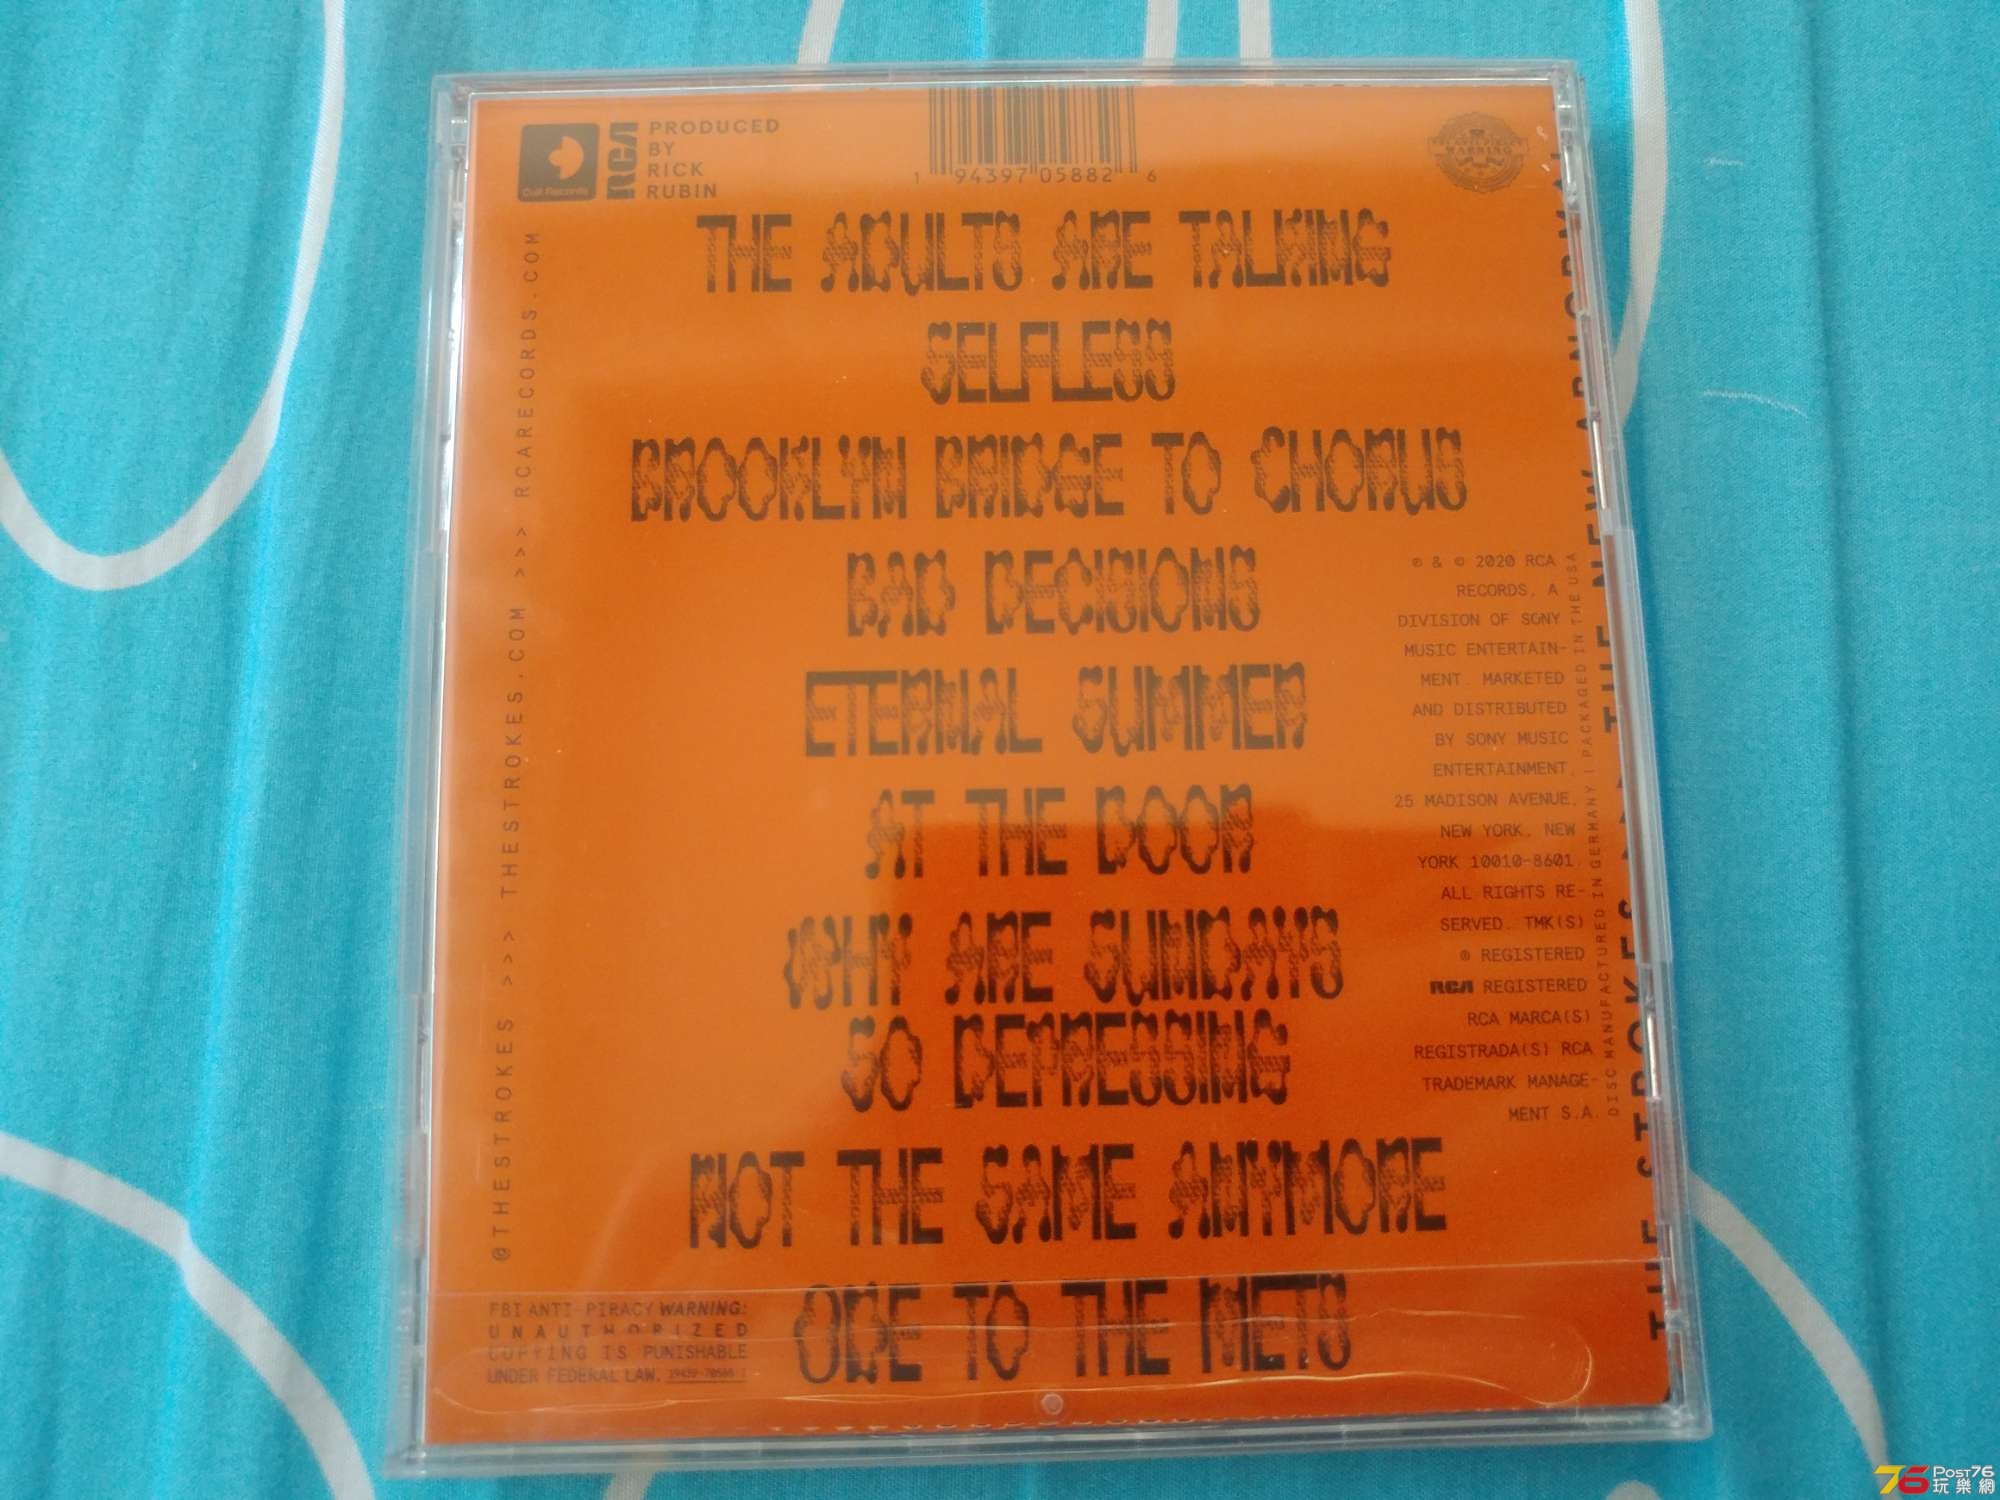 Cult Records
RCA
PRODUCED
BY
RICK
RUBIN
1 94397 05882 6
WARNING
THE ADULTS ARE TALKING
SELFLESS
BROOKLYN BRIDGE TO CHORUS
BAD DECISIONS
ETERNAL SUMMER
AT THE DOOR
WHY ARE SUNDAYS
SO DEPRESSING
NOT THE SAME ANYMORE
ODE TO THE METS
@THESTROKES >>> THESTROKES.COM >>> RCARECORDS.COM
℗ & © 2020 RCA
RECORDS, A
DIVISION OF SONY
MUSIC ENTERTAIN-
MENT. MARKETED
AND DISTRIBUTED
BY SONY MUSIC
ENTERTAINMENT,
25 MADISON AVENUE,
NEW YORK, NEW
YORK 10010-8601.
ALL RIGHTS RE-
SERVED. TMK(S)
® REGISTERED
RCA REGISTERED
RCA MARCA(S)
REGISTRADA(S) RCA
TRADEMARK MANAGE-
MENT S.A.
DISC MANUFACTURED IN GERMANY | PACKAGED IN THE USA
THE STROKES THE NEW ABNORMAL
FBI ANTI-PIRACY WARNING:
UNAUTHORIZED
COPYING IS PUNISHABLE
UNDER FEDERAL LAW.
76 POST76
玩樂網